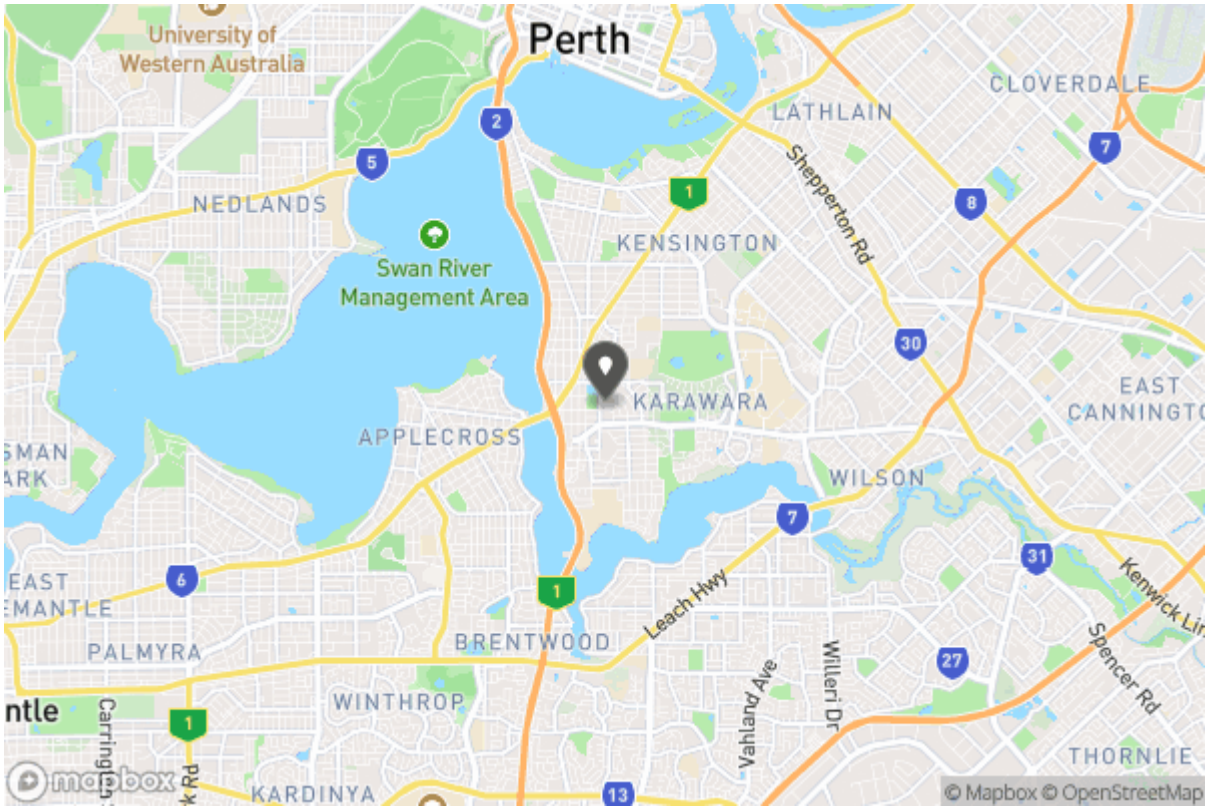 University of
Western Australia
Perth
CLOVERDALE
LATHLAIN
2
7
5
Shepperton Rd
1
8
NEDLANDS
KENSINGTON
Swan River
Management Area
30
EAST
CANNINGTO
KARAWARA
APPLECROSS
SMAN
ARK
WILSON
7
31
EAST
EMANTLE
6
1
Leach Hwy
Kenwick Lin
BRENTWOOD
PALMYRA
27
Spencer Rd
Willeri Dr
Vahland Ave
WINTHROP
ntle
Carrington S
1
k Rd
THORNLIE
mapbox
KARDINYA
13
© Mapbox © OpenStreetMap